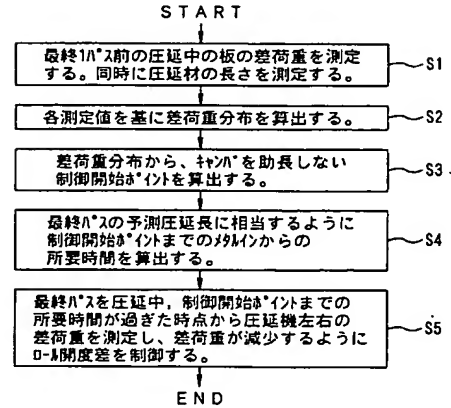 START
最終1ﾊﾟｽ前の圧延中の板の差荷重を測定
する。同時に圧延材の長さを測定する。
S1
各測定値を基に差荷重分布を算出する。
S2
差荷重分布から、ｷｬﾝﾊﾞを助長しない
制御開始ﾎﾟｲﾝﾄを算出する。
S3
最終ﾊﾟｽの予測圧延長に相当するように
制御開始ﾎﾟｲﾝﾄまでのﾒﾀﾙｲﾝからの
所要時間を算出する。
S4
最終ﾊﾟｽを圧延中，制御開始ﾎﾟｲﾝﾄまでの
所要時間が過ぎた時点から圧延機左右の
差荷重を測定し、差荷重が減少するように
ﾛｰﾙ開度差を制御する。
S5
END